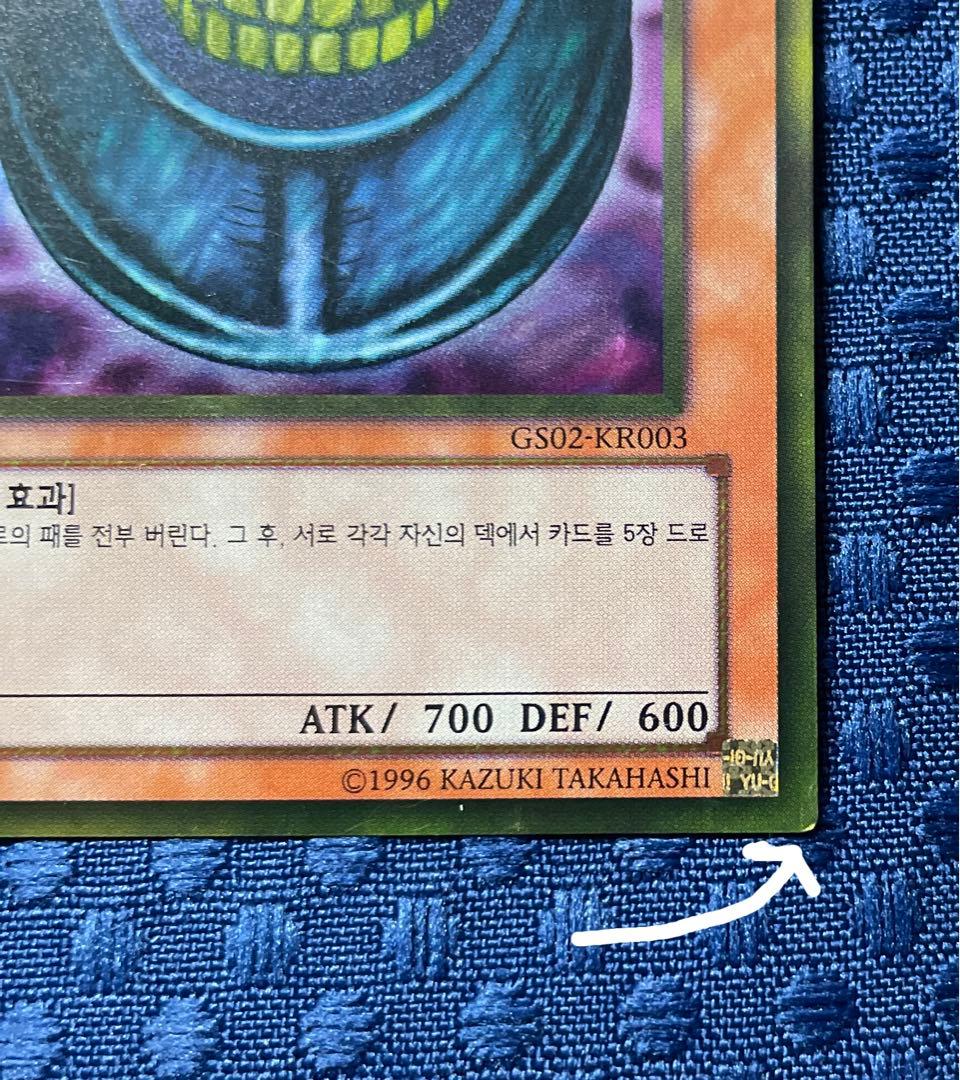 GS02-KR003
효과]
로의 패를 전부 버린다. 그 후, 서로 각각 자신의 덱에서 카드를 5장 드로
ATK/ 700 DEF/ 600
©1996 KAZUKI TAKAHASHI